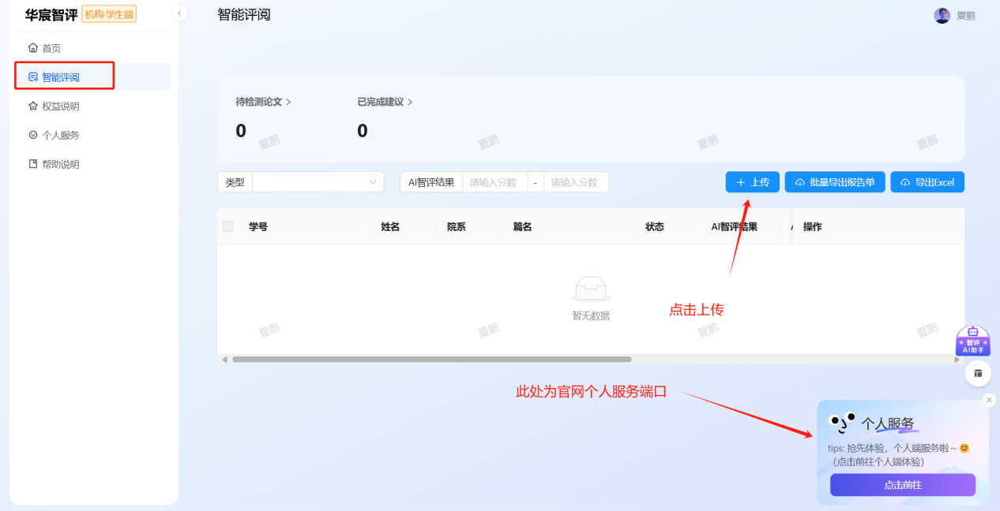 华宸智评 机构·学生端
智能评阅
夏鹏
首页
智能评阅
权益说明
个人服务
帮助说明
待检测论文
已完成建议
0
0
夏鹏 夏鹏 夏鹏 夏鹏
类型
AI智评结果 请输入分数 - 请输入分数
上传
批量导出报告单
导出Excel
学号 姓名 院系 篇名 状态 AI智评结果 操作
暂无数据
点击上传
夏鹏 夏鹏 夏鹏 夏鹏
智评
AI助手
此处为官网个人服务端口
个人服务
tips: 抢先体验，个人端服务啦~
（点击前往个人端体验）
点击前往